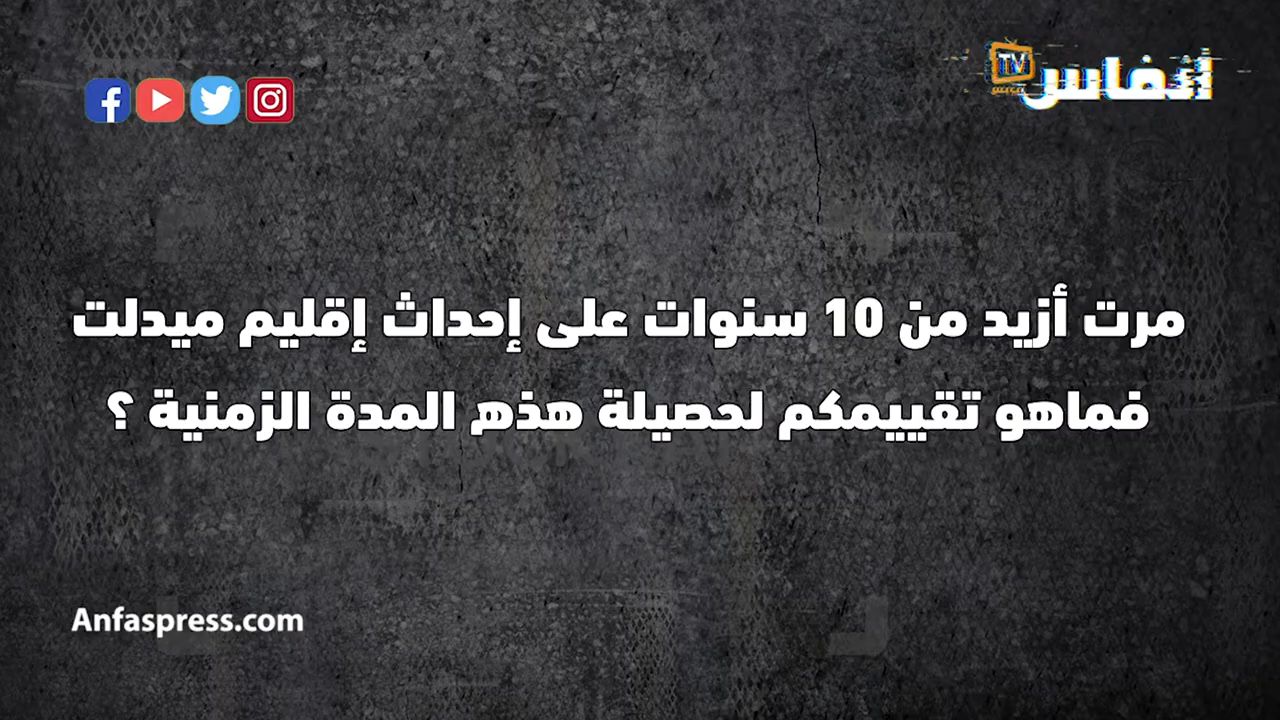 أنفاس TV
مرت أزيد من 10 سنوات على إحداث إقليم ميدلت
فماهو تقييمكم لحصيلة هذه المدة الزمنية ؟
Anfaspress.com